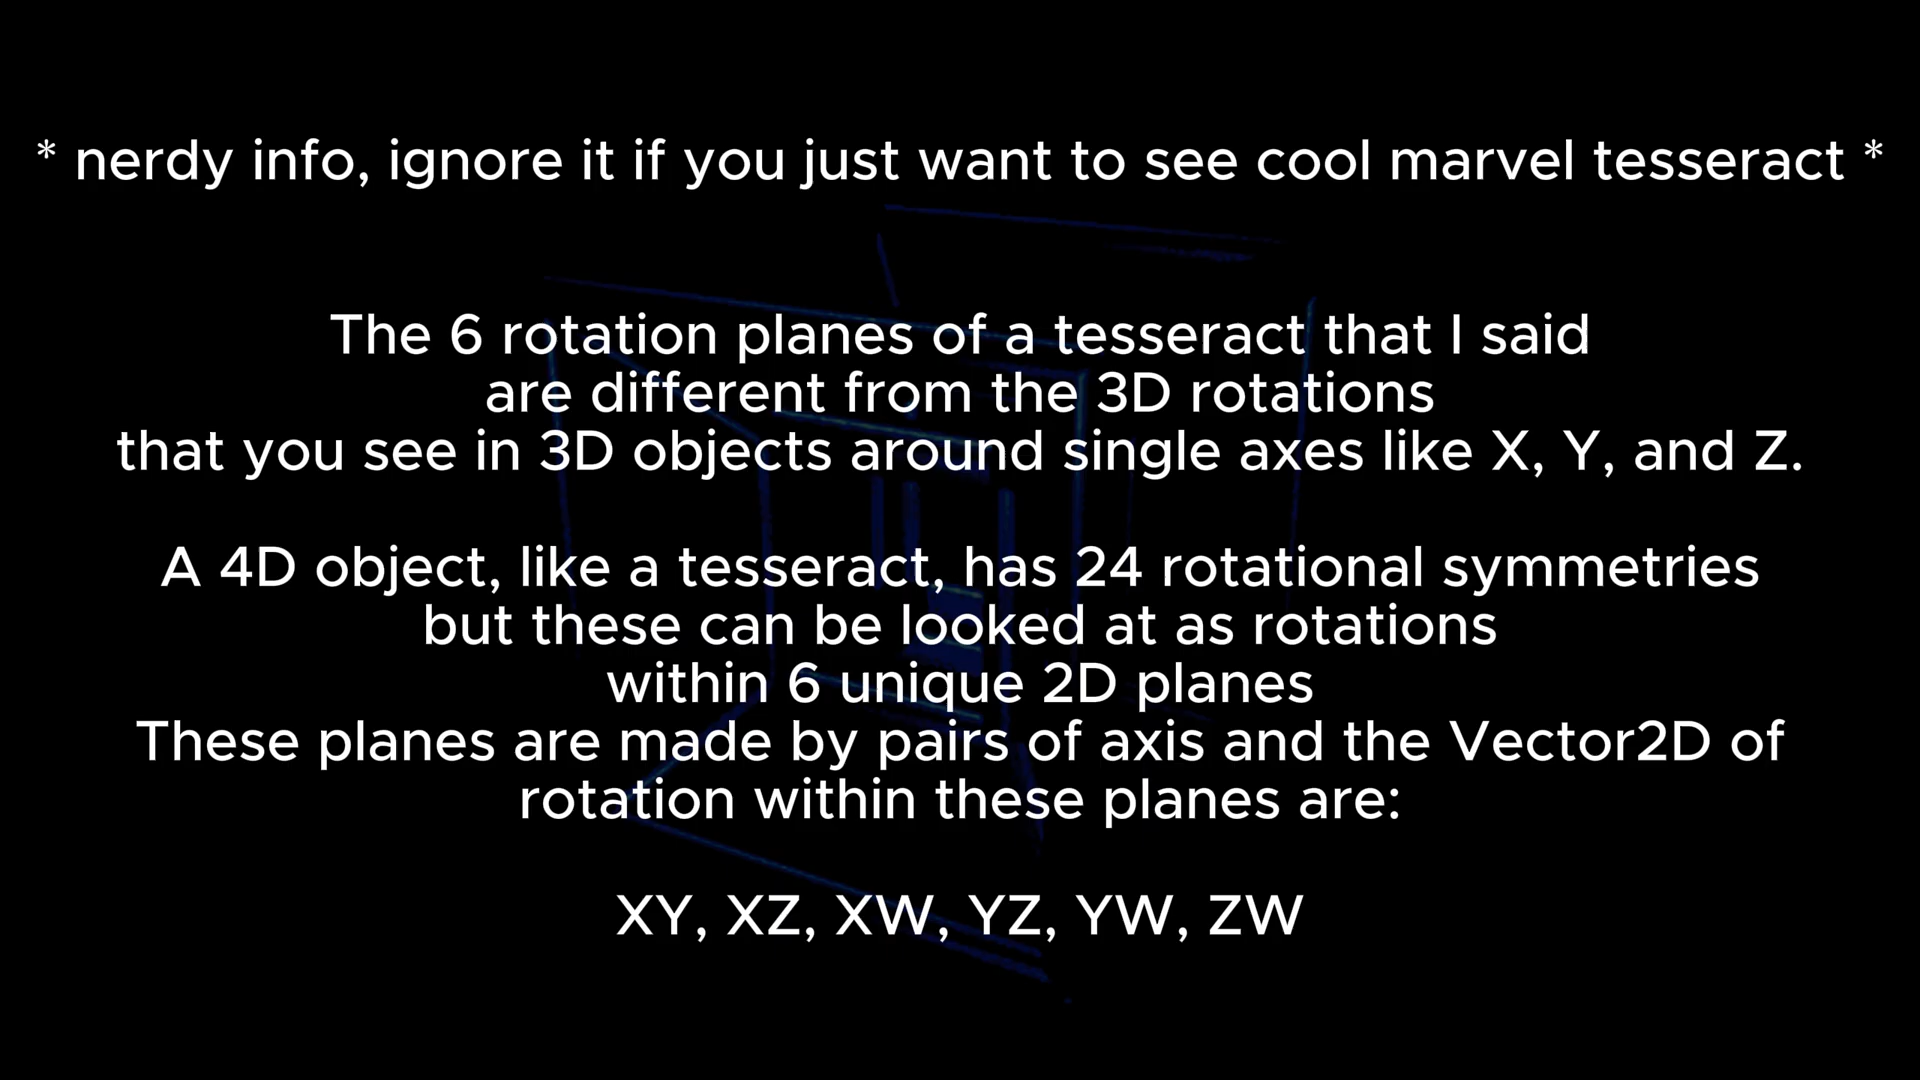 * nerdy info, ignore it if you just want to see cool marvel tesseract *
The 6 rotation planes of a tesseract that I said
are different from the 3D rotations
that you see in 3D objects around single axes like X, Y, and Z.
A 4D object, like a tesseract, has 24 rotational symmetries
but these can be looked at as rotations
within 6 unique 2D planes
These planes are made by pairs of axis and the Vector2D of
rotation within these planes are:
XY, XZ, XW, YZ, YW, ZW